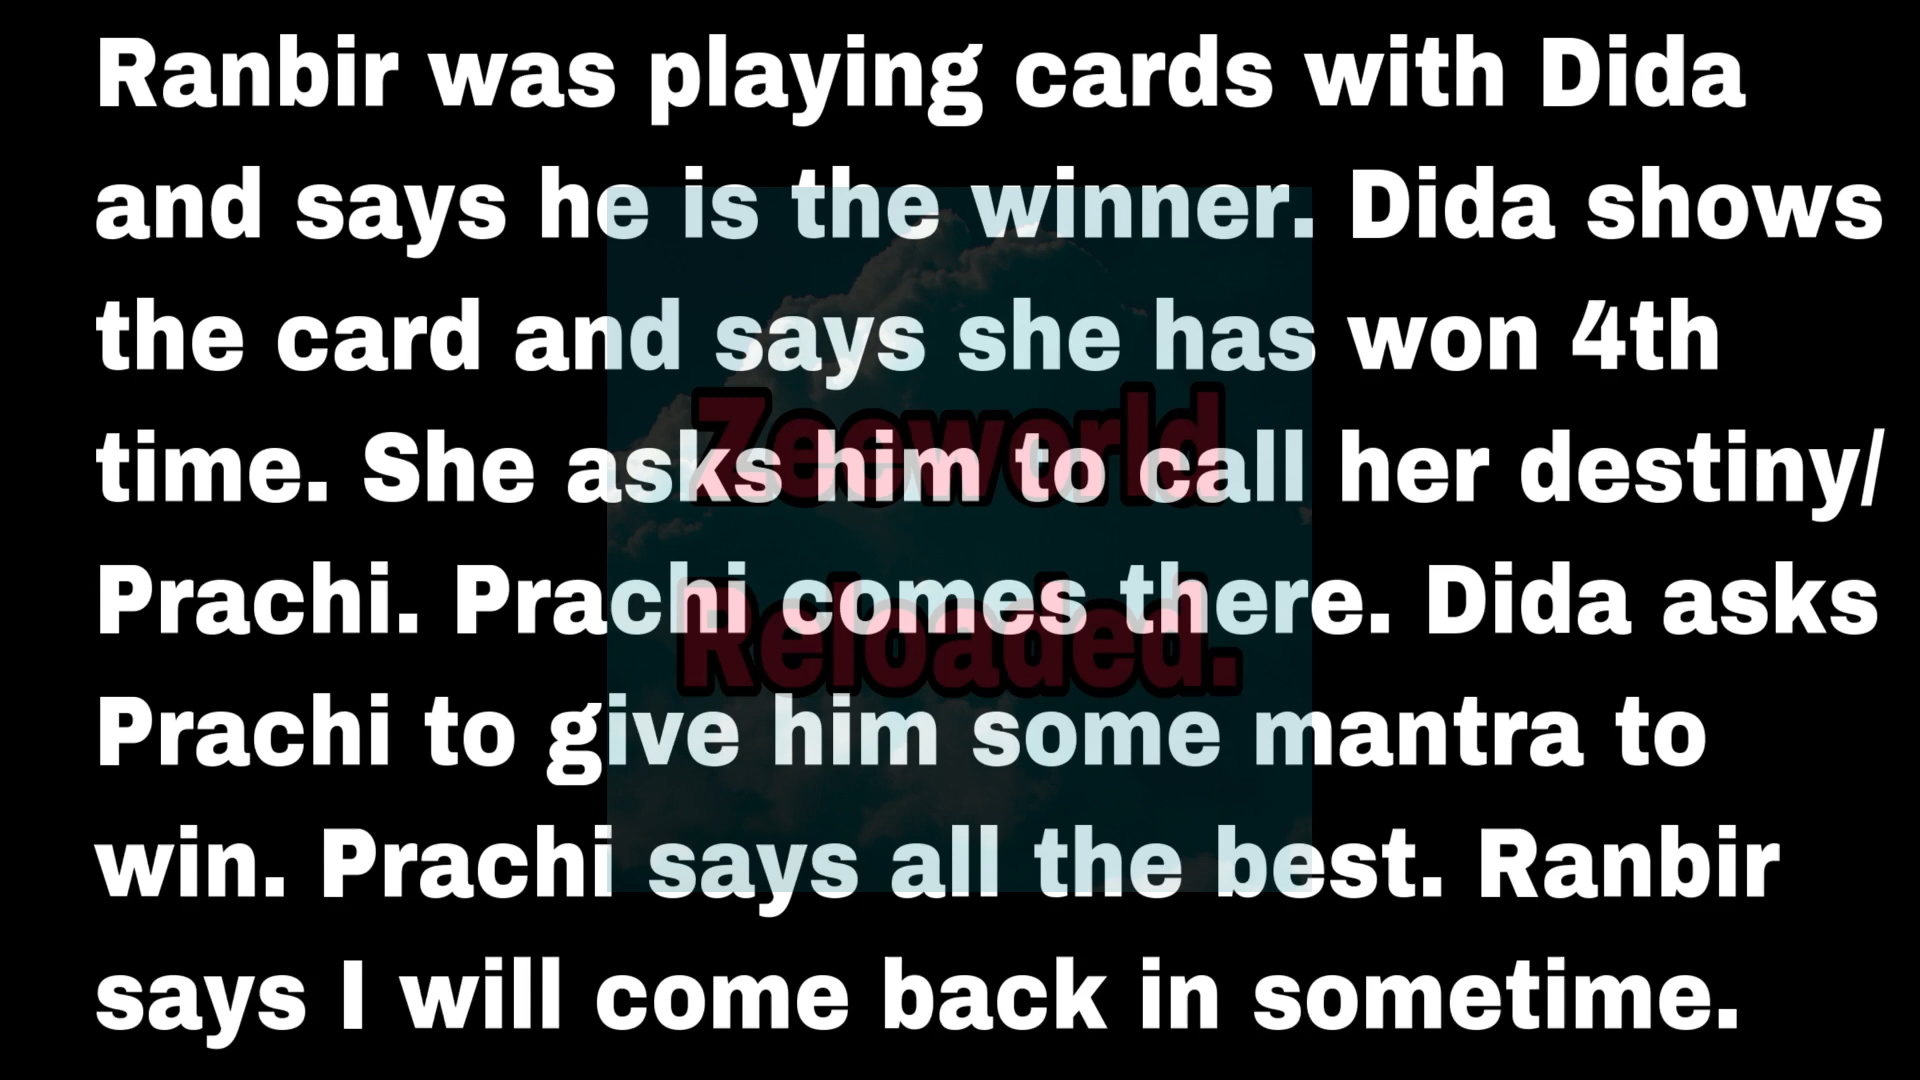 Ranbir was playing cards with Dida
and says he is the winner. Dida shows
the card and says she has won 4th
time. She asks him to call her destiny/
Prachi. Prachi comes there. Dida asks
Prachi to give him some mantra to
win. Prachi says all the best. Ranbir
says I will come back in sometime.
Zeeworld
Reloaded.